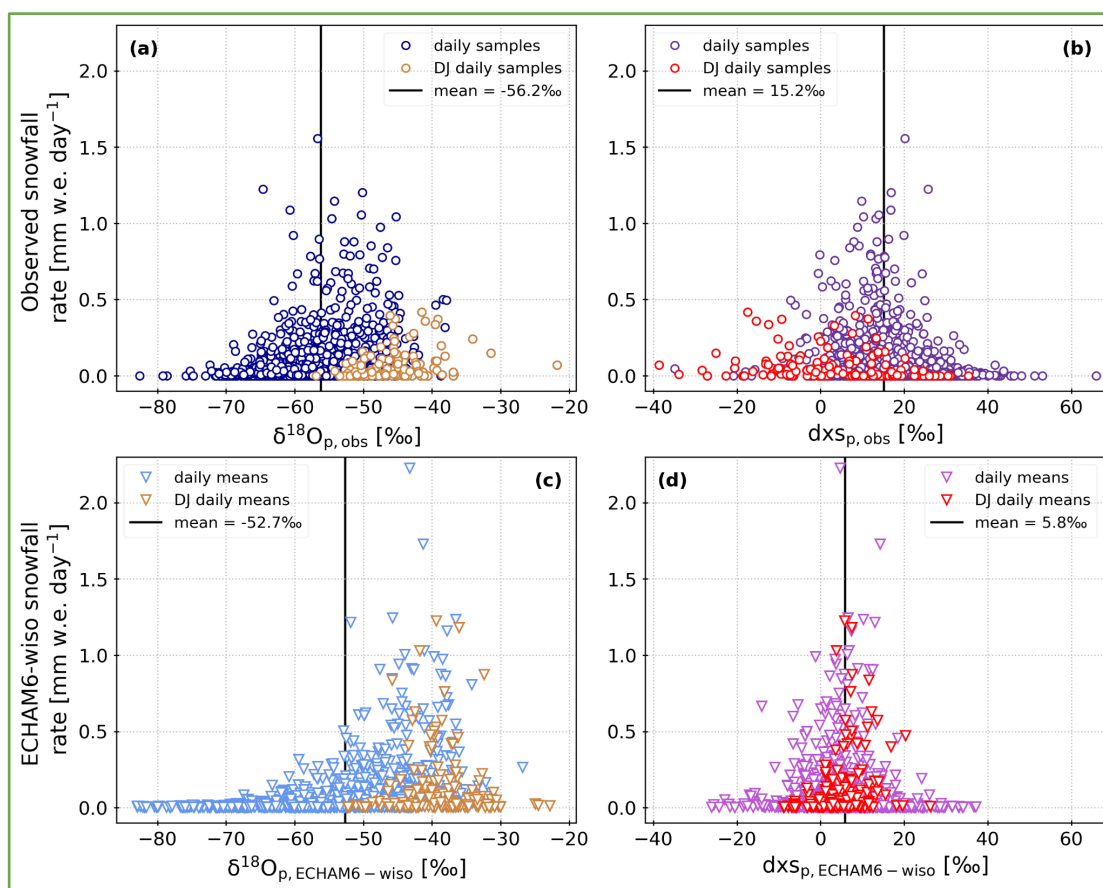 (a)
daily samples
DJ daily samples
mean = -56.2‰
Observed snowfall
rate [mm w.e. day⁻¹]
2.0
1.5
1.0
0.5
0.0
−80 −70 −60 −50 −40 −30 −20
δ¹⁸Oₚ, obs [‰]
(b)
daily samples
DJ daily samples
mean = 15.2‰
2.0
1.5
1.0
0.5
0.0
−40 −20 0 20 40 60
dxsₚ, obs [‰]
(c)
daily means
DJ daily means
mean = -52.7‰
ECHAM6-wiso snowfall
rate [mm w.e. day⁻¹]
2.0
1.5
1.0
0.5
0.0
−80 −70 −60 −50 −40 −30 −20
δ¹⁸Oₚ, ECHAM6 − wiso [‰]
(d)
daily means
DJ daily means
mean = 5.8‰
2.0
1.5
1.0
0.5
0.0
−40 −20 0 20 40 60
dxsₚ, ECHAM6 − wiso [‰]